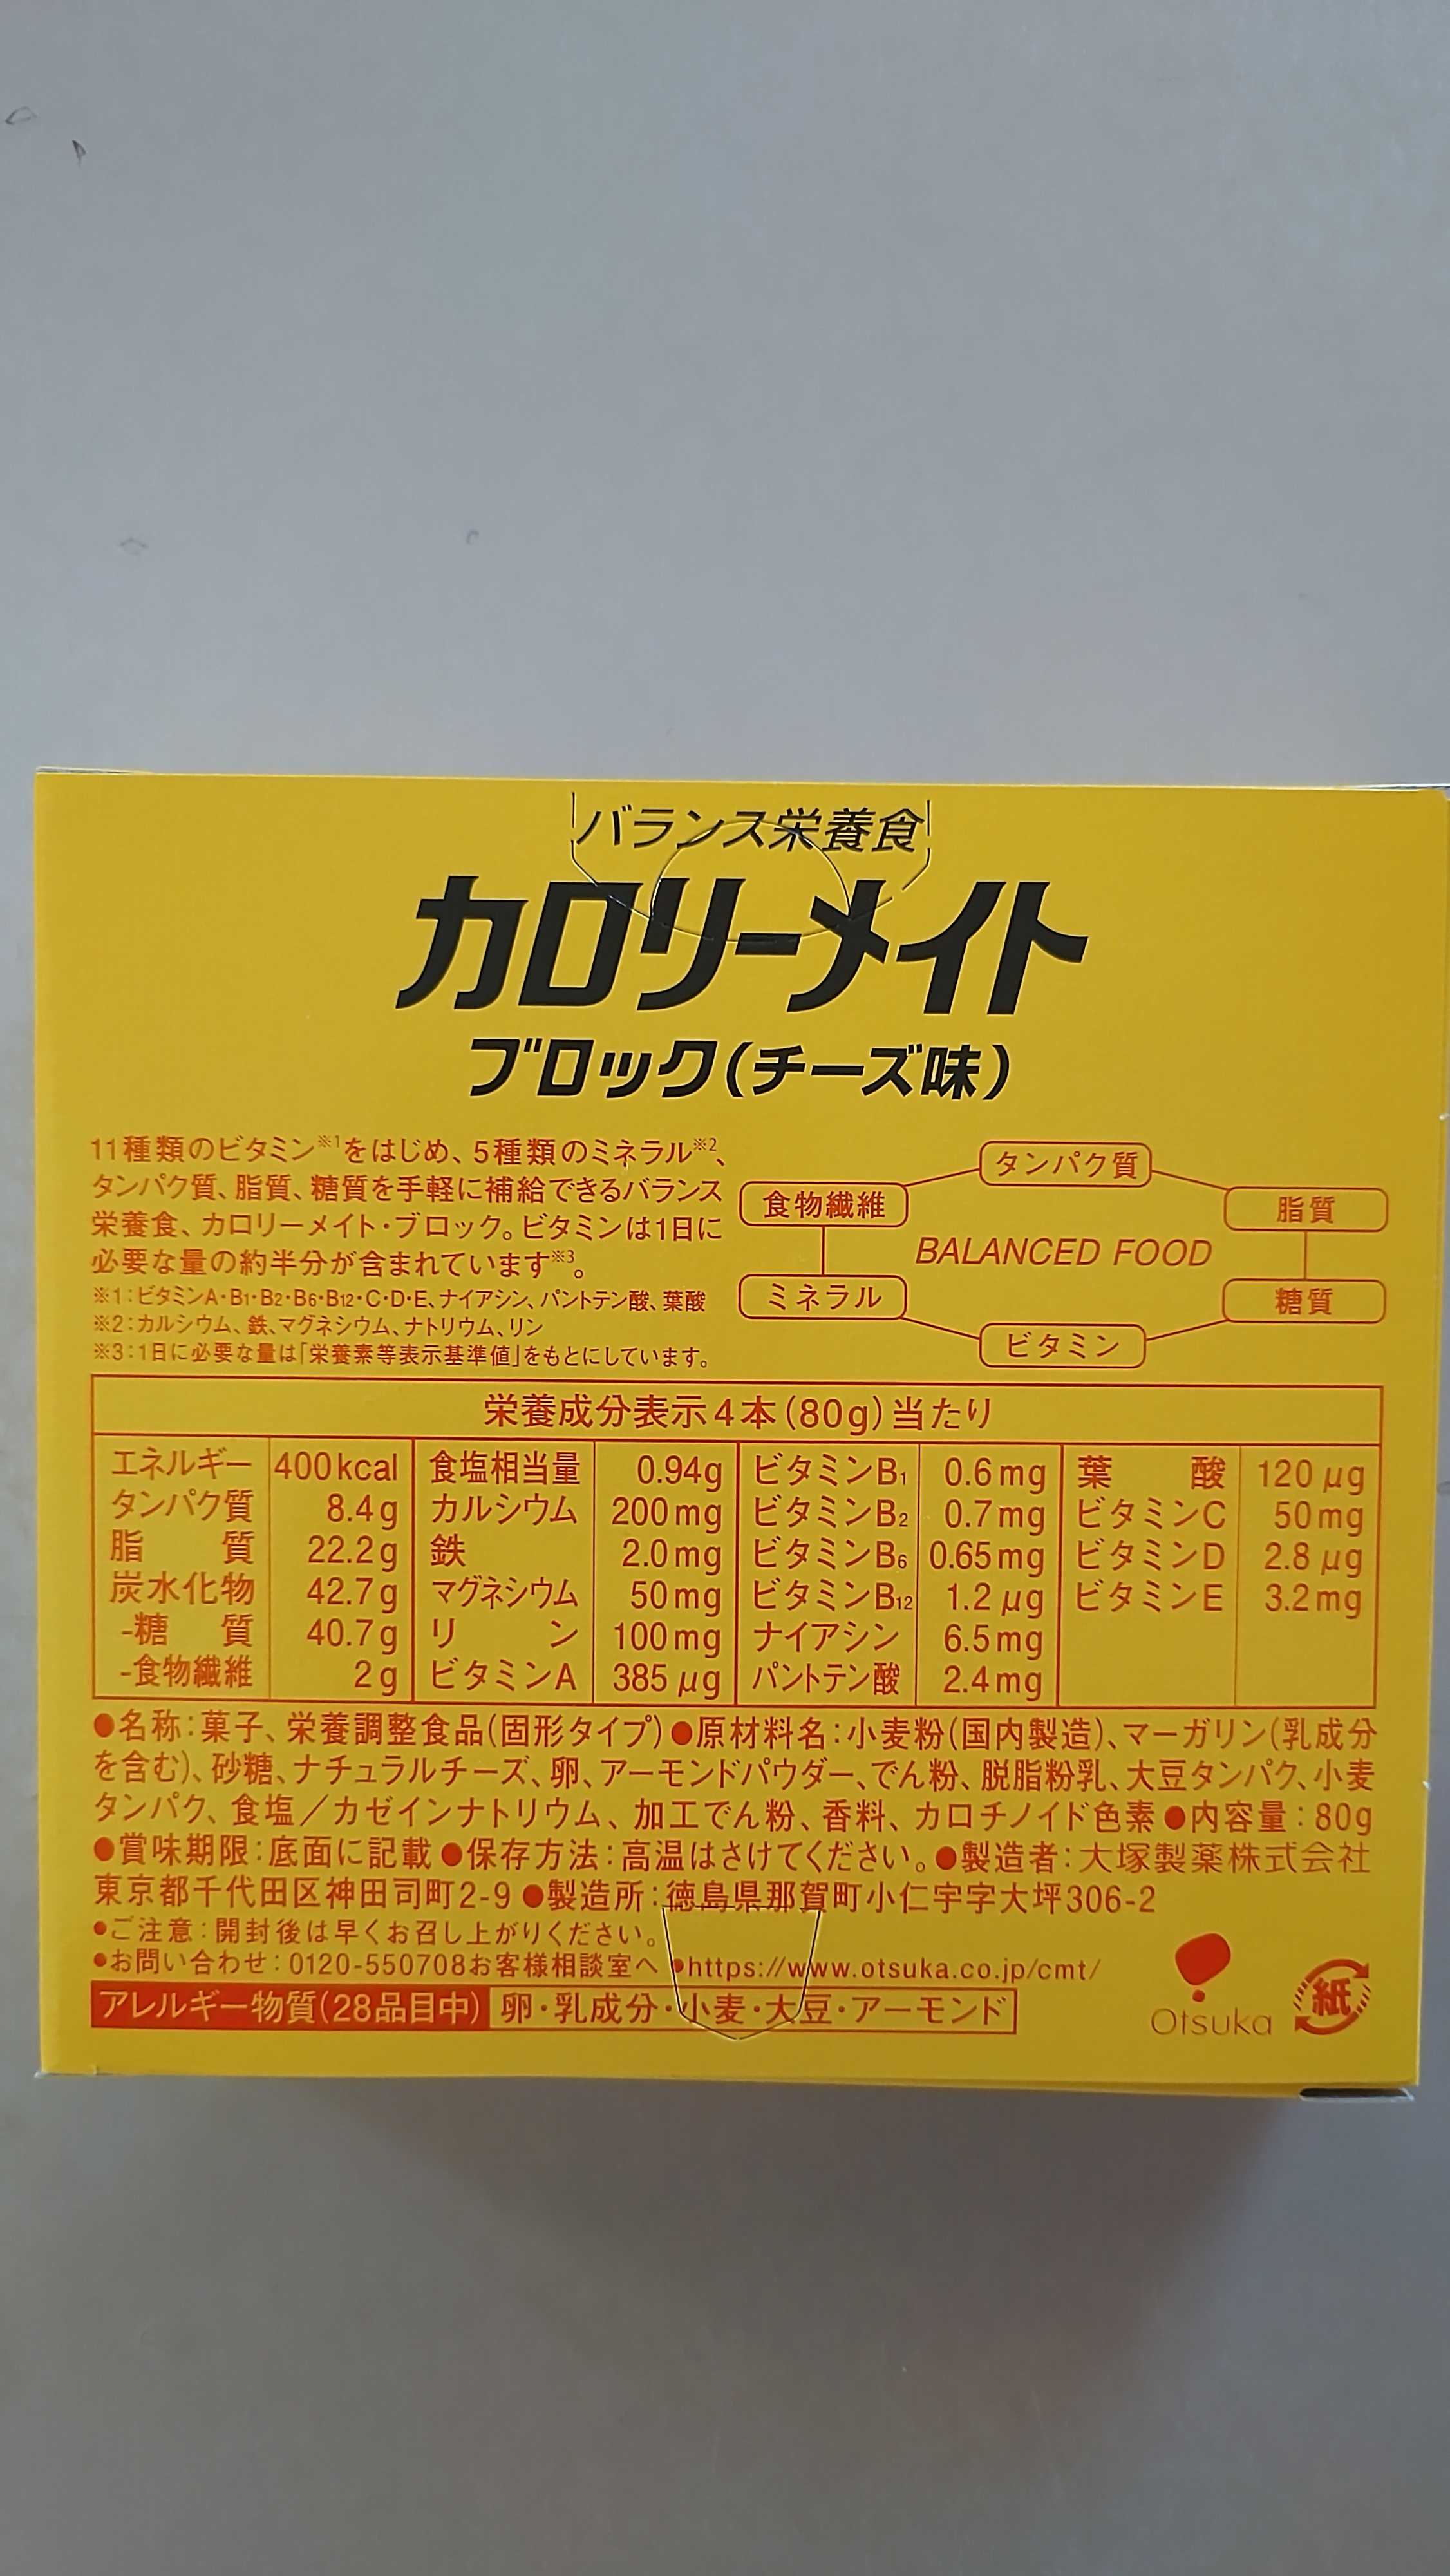 バランス栄養食
カロリーメイト
ブロック(チーズ味)
11種類のビタミン※1をはじめ、5種類のミネラル※2、
タンパク質、脂質、糖質を手軽に補給できるバランス
栄養食、カロリーメイト・ブロック。ビタミンは1日に
必要な量の約半分が含まれています※3。
※1:ビタミンA・B1・B2・B6・B12・C・D・E、ナイアシン、パントテン酸、葉酸
※2:カルシウム、鉄、マグネシウム、ナトリウム、リン
※3:1日に必要な量は「栄養素等表示基準値」をもとにしています。
タンパク質
食物繊維
脂質
BALANCED FOOD
ミネラル
糖質
ビタミン
栄養成分表示4本(80g)当たり
エネルギー 400kcal 食塩相当量 0.94g ビタミンB1 0.6mg 葉酸 120μg
タンパク質 8.4g カルシウム 200mg ビタミンB2 0.7mg ビタミンC 50mg
脂質 22.2g 鉄 2.0mg ビタミンB6 0.65mg ビタミンD 2.8μg
炭水化物 42.7g マグネシウム 50mg ビタミンB12 1.2μg ビタミンE 3.2mg
-糖質 40.7g リン 100mg ナイアシン 6.5mg
-食物繊維 2g ビタミンA 385μg パントテン酸 2.4mg
●名称:菓子、栄養調整食品(固形タイプ)●原材料名:小麦粉(国内製造)、マーガリン(乳成分
を含む)、砂糖、ナチュラルチーズ、卵、アーモンドパウダー、でん粉、脱脂粉乳、大豆タンパク、小麦
タンパク、食塩/カゼインナトリウム、加工でん粉、香料、カロチノイド色素●内容量:80g
●賞味期限:底面に記載●保存方法:高温はさけてください。●製造者:大塚製薬株式会社
東京都千代田区神田司町2-9●製造所:徳島県那賀町小仁宇字大坪306-2
●ご注意:開封後は早くお召し上がりください。
●お問い合わせ:0120-550708お客様相談室へ●https://www.otsuka.co.jp/cmt/
アレルギー物質(28品目中) 卵・乳成分・小麦・大豆・アーモンド
Otsuka
紙